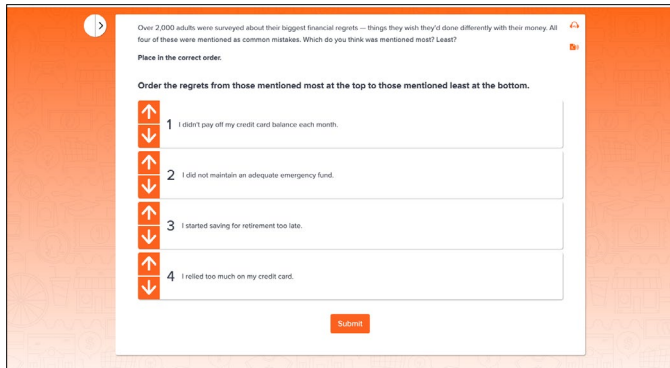 Over 2,000 adults were surveyed about their biggest financial regrets — things they wish they'd done differently with their money. All
four of these were mentioned as common mistakes. Which do you think was mentioned most? Least?
Place in the correct order.
Order the regrets from those mentioned most at the top to those mentioned least at the bottom.
1 I didn't pay off my credit card balance each month.
2 I did not maintain an adequate emergency fund.
3 I started saving for retirement too late.
4 I relied too much on my credit card.
Submit